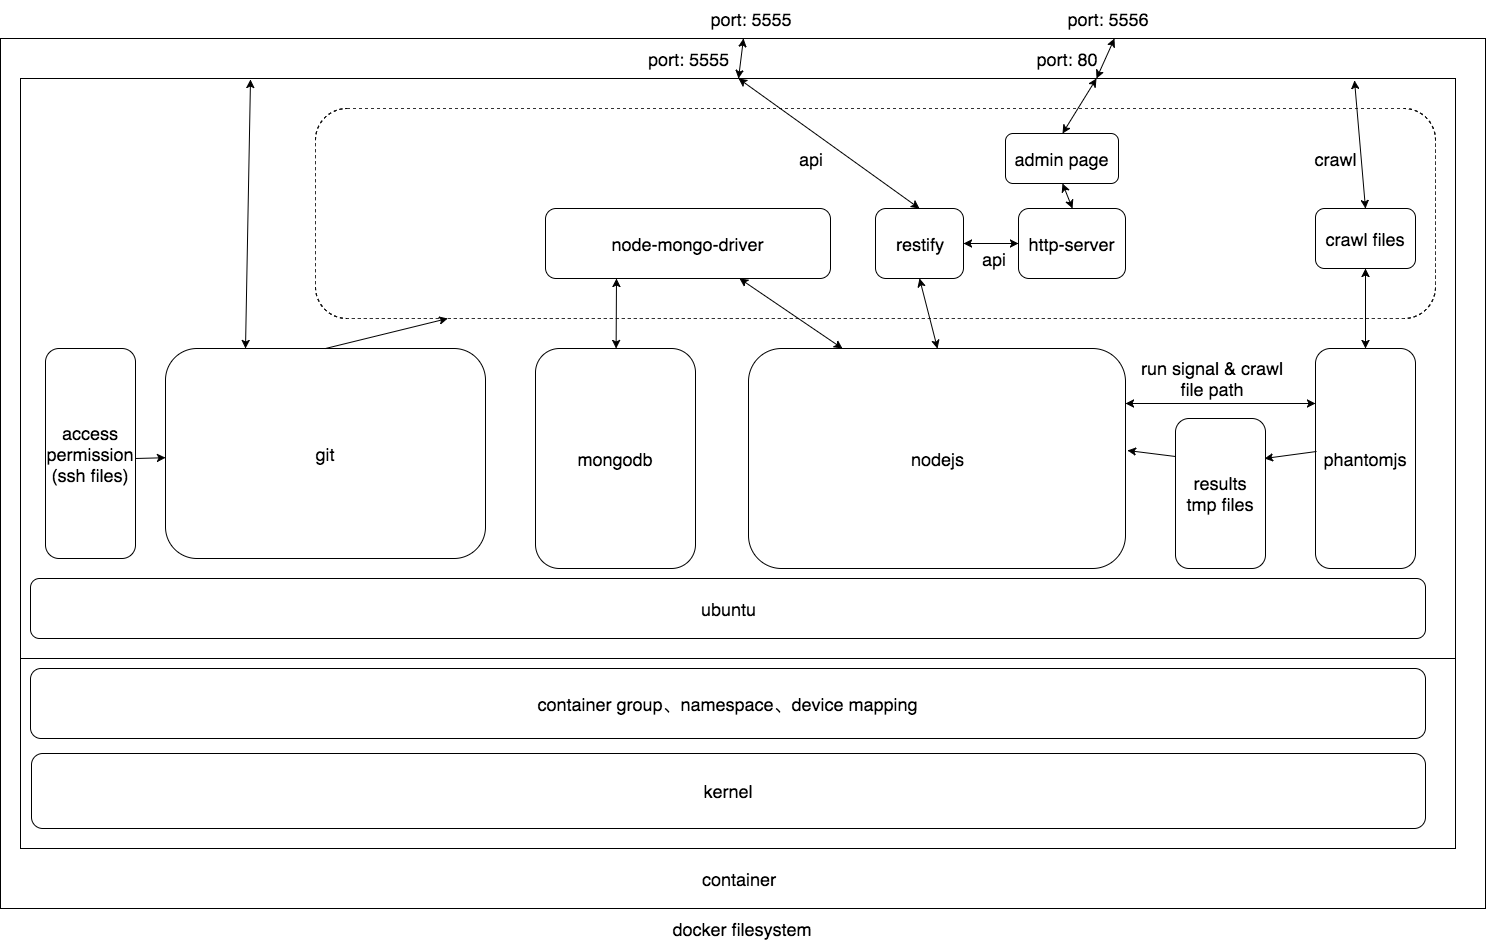 port: 5555
port: 5556
port: 5555
port: 80
api
admin page
crawl
node-mongo-driver
restify
api
http-server
crawl files
access
permission
(ssh files)
git
mongodb
nodejs
run signal & crawl
file path
results
tmp files
phantomjs
ubuntu
container group、namespace、device mapping
kernel
container
docker filesystem